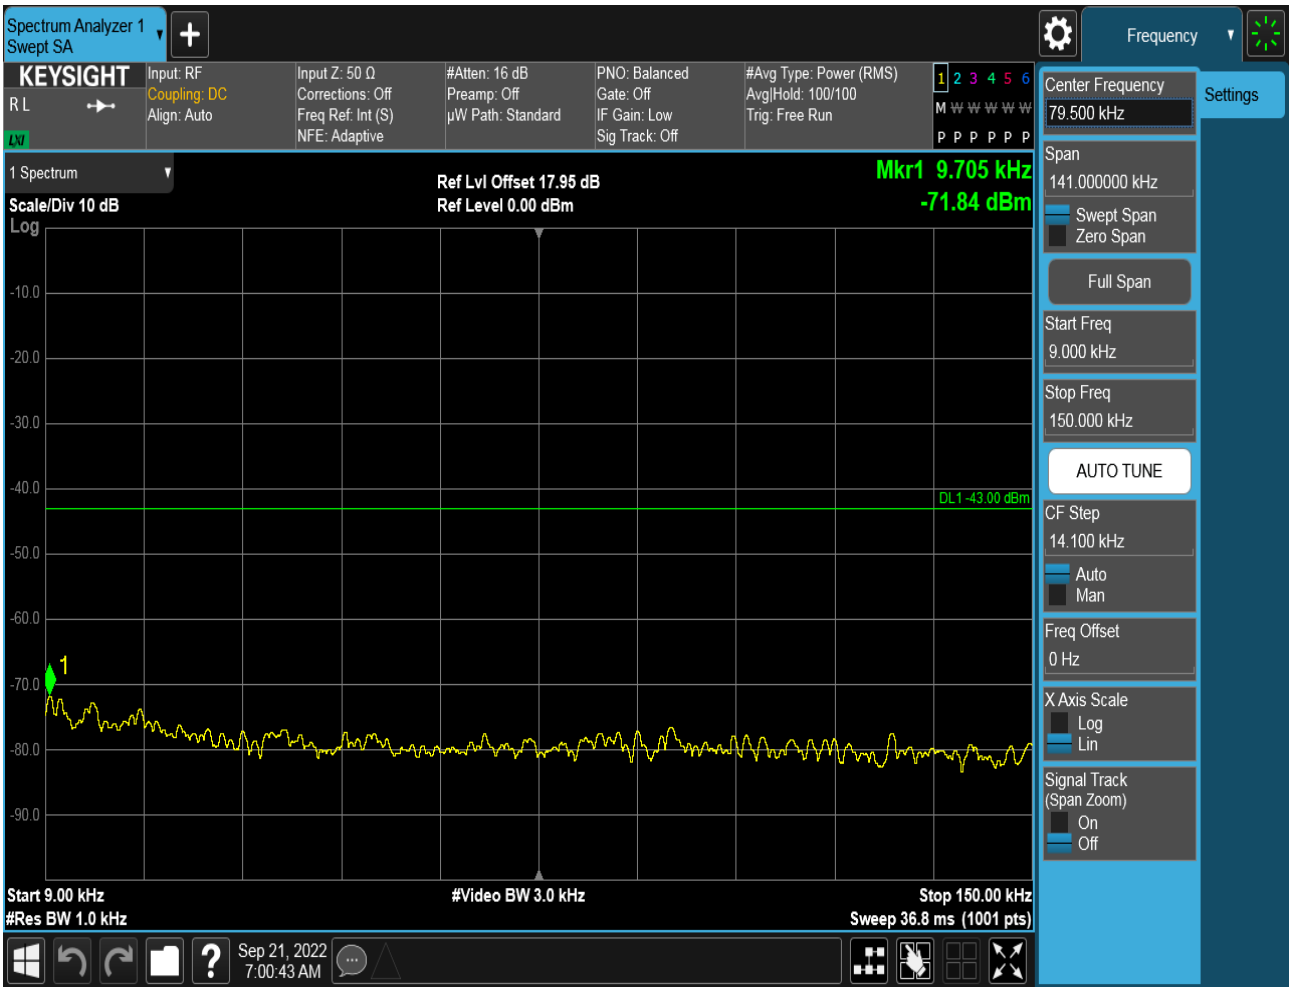 Spectrum Analyzer 1
Swept SA
Frequency
KEYSIGHT
R L
LXI
Input: RF
Coupling: DC
Align: Auto
Input Z: 50 Ω
Corrections: Off
Freq Ref: Int (S)
NFE: Adaptive
#Atten: 16 dB
Preamp: Off
µW Path: Standard
PNO: Balanced
Gate: Off
IF Gain: Low
Sig Track: Off
#Avg Type: Power (RMS)
Avg|Hold: 100/100
Trig: Free Run
1 2 3 4 5 6
M W W W W W
P P P P P P
1 Spectrum
Scale/Div 10 dB
Log
Ref Lvl Offset 17.95 dB
Ref Level 0.00 dBm
Mkr1 9.705 kHz
-71.84 dBm
-10.0
-20.0
-30.0
-40.0
DL1 -43.00 dBm
-50.0
-60.0
1
-70.0
-80.0
-90.0
Start 9.00 kHz
#Video BW 3.0 kHz
Stop 150.00 kHz
#Res BW 1.0 kHz
Sweep 36.8 ms (1001 pts)
Center Frequency
79.500 kHz
Settings
Span
141.000000 kHz
Swept Span
Zero Span
Full Span
Start Freq
9.000 kHz
Stop Freq
150.000 kHz
AUTO TUNE
CF Step
14.100 kHz
Auto
Man
Freq Offset
0 Hz
X Axis Scale
Log
Lin
Signal Track
(Span Zoom)
On
Off
?
Sep 21, 2022
7:00:43 AM